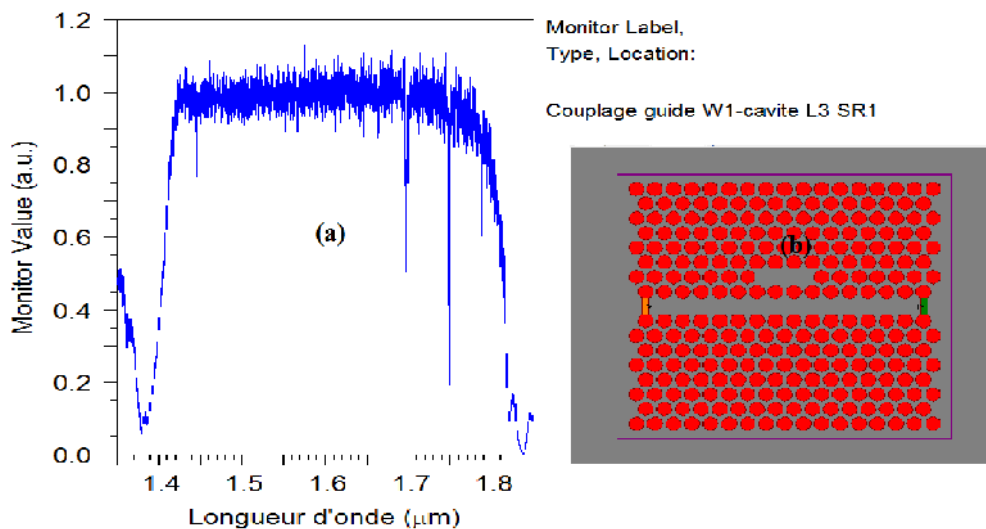 1.2
1.0
0.8
0.6
0.4
0.2
0.0
Monitor Value (a.u.)
(a)
1.4 1.5 1.6 1.7 1.8
Longueur d'onde (μm)
Monitor Label,
Type, Location:
Couplage guide W1-cavite L3 SR1
(b)